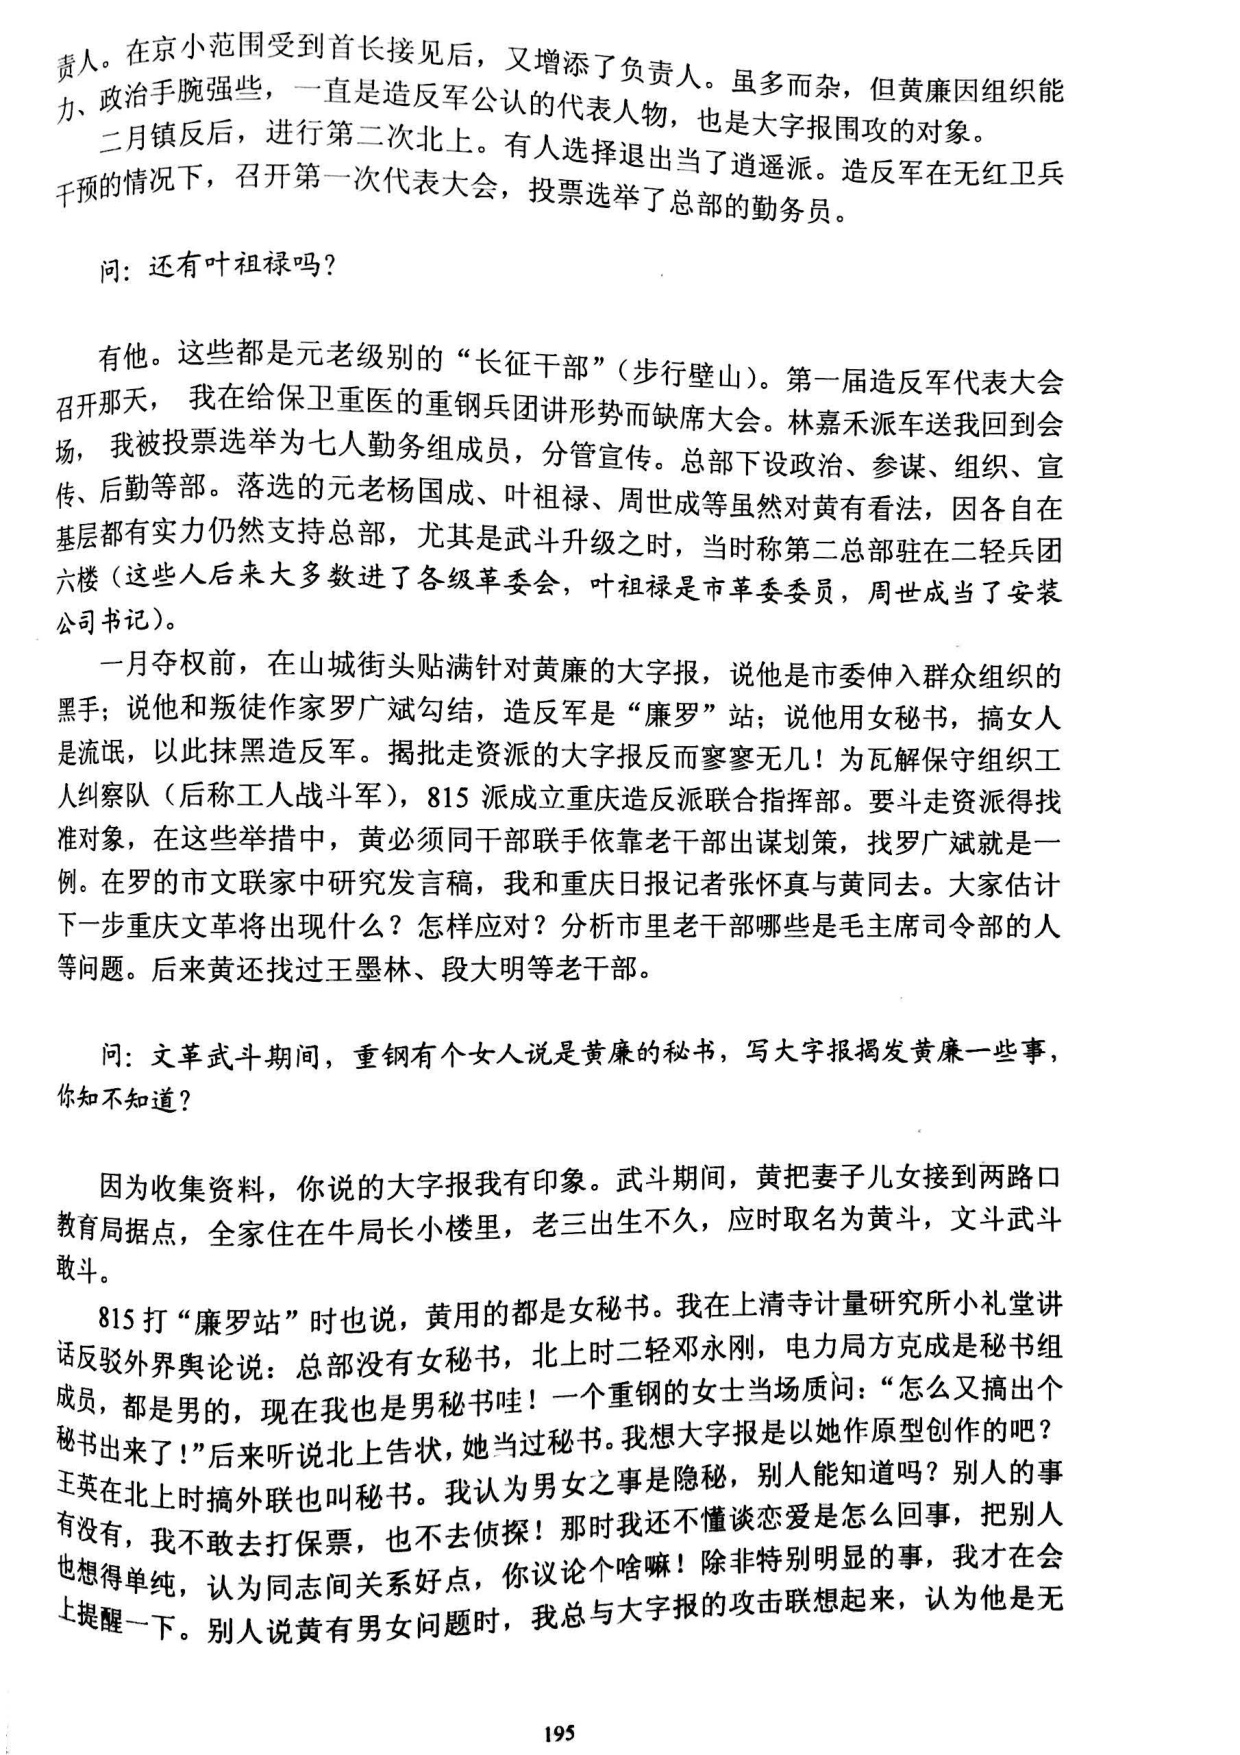 责人。在京小范围受到首长接见后，又增添了负责人。虽多而杂，但黄廉因组织能
力、政治手腕强些，一直是造反军公认的代表人物，也是大字报围攻的对象。
二月镇反后，进行第二次北上。有人选择退出当了逍遥派。造反军在无红卫兵
干预的情况下，召开第一次代表大会，投票选举了总部的勤务员。
问：还有叶祖禄吗？
有他。这些都是元老级别的“长征干部”（步行壁山）。第一届造反军代表大会
召开那天， 我在给保卫重医的重钢兵团讲形势而缺席大会。林嘉禾派车送我回到会
场， 我被投票选举为七人勤务组成员，分管宣传。总部下设政治、参谋、组织、宣
传、后勤等部。落选的元老杨国成、叶祖禄、周世成等虽然对黄有看法，因各自在
基层都有实力仍然支持总部，尤其是武斗升级之时，当时称第二总部驻在二轻兵团
六楼（这些人后来大多数进了各级革委会，叶祖禄是市革委委员，周世成当了安装
公司书记）。
一月夺权前，在山城街头贴满针对黄廉的大字报，说他是市委伸入群众组织的
黑手；说他和叛徒作家罗广斌勾结，造反军是“廉罗”站；说他用女秘书，搞女人
是流氓，以此抹黑造反军。揭批走资派的大字报反而寥寥无几！为瓦解保守组织工
人纠察队（后称工人战斗军），815 派成立重庆造反派联合指挥部。要斗走资派得找
准对象，在这些举措中，黄必须同干部联手依靠老干部出谋划策，找罗广斌就是一
例。在罗的市文联家中研究发言稿，我和重庆日报记者张怀真与黄同去。大家估计
下一步重庆文革将出现什么？怎样应对？分析市里老干部哪些是毛主席司令部的人
等问题。后来黄还找过王墨林、段大明等老干部。
问：文革武斗期间，重钢有个女人说是黄廉的秘书，写大字报揭发黄廉一些事，
你知不知道？
因为收集资料，你说的大字报我有印象。武斗期间，黄把妻子儿女接到两路口
教育局据点，全家住在牛局长小楼里，老三出生不久，应时取名为黄斗，文斗武斗
敢斗。
815 打“廉罗站”时也说，黄用的都是女秘书。我在上清寺计量研究所小礼堂讲
话反驳外界舆论说：总部没有女秘书，北上时二轻邓永刚，电力局方克成是秘书组
成员，都是男的，现在我也是男秘书哇！一个重钢的女士当场质问：“怎么又搞出个
秘书出来了！”后来听说北上告状，她当过秘书。我想大字报是以她作原型创作的吧？
王英在北上时搞外联也叫秘书。我认为男女之事是隐秘，别人能知道吗？别人的事
有没有，我不敢去打保票，也不去侦探！那时我还不懂谈恋爱是怎么回事，把别人
也想得单纯，认为同志间关系好点，你议论个啥嘛！除非特别明显的事，我才在会
上提醒一下。别人说黄有男女问题时，我总与大字报的攻击联想起来，认为他是无
195